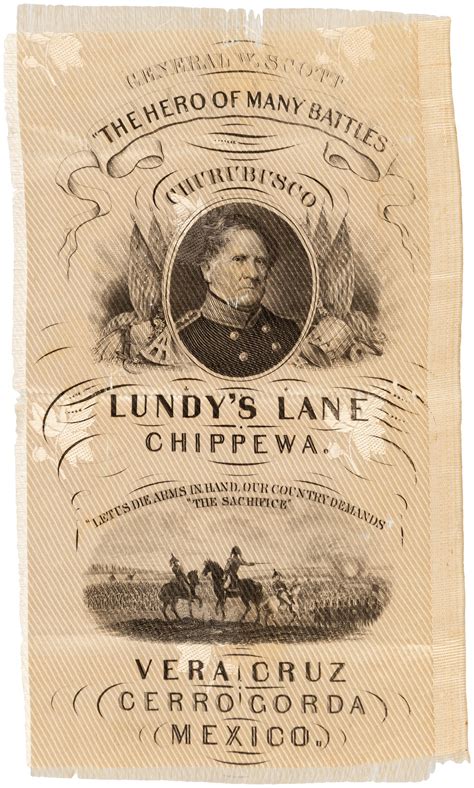 GENERAL W. SCOTT
"THE HERO OF MANY BATTLES
CHURUBUSCO
LUNDY'S LANE
CHIPPEWA.
"LET US DIE ARMS IN HAND, OUR COUNTRY DEMANDS
"THE SACHIFICE"
VERA CRUZ
CERRO GORDA
MEXICO.